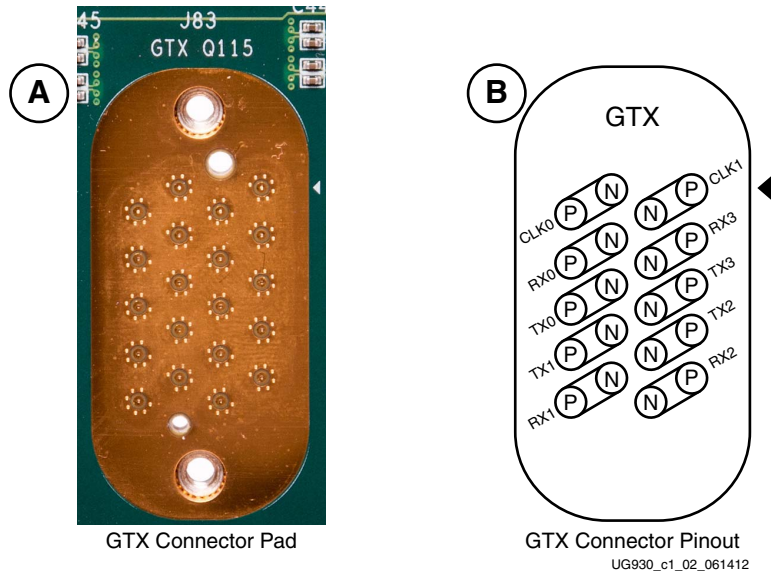 45
J83
C44
GTX Q115
A
B
GTX
CLK0
P
N
N
P
CLK1
RX0
P
N
N
P
RX3
TX0
P
N
N
P
TX3
TX1
P
N
N
P
TX2
RX1
P
N
N
P
RX2
GTX Connector Pad
GTX Connector Pinout
UG930_c1_02_061412